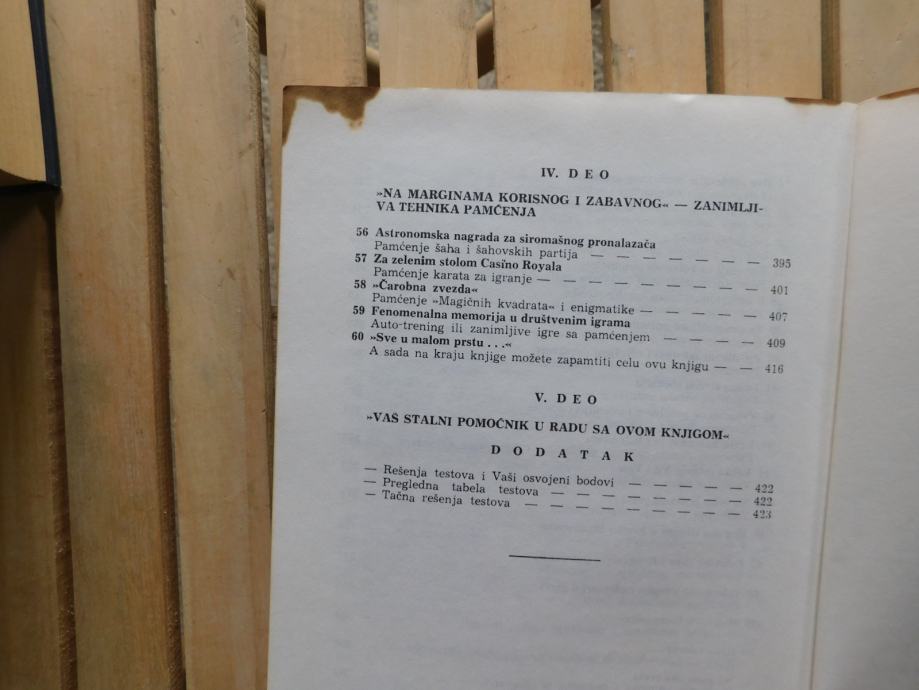 IV. D E O
»NA MARGINAMA KORISNOG I ZABAVNOG« — ZANIMLJI-
VA TEHNIKA PAMĆENJA
56 Astronomska nagrada za siromašnog pronalazača
Pamćenje šaha i šahovskih partija — — — — — — — 395
57 Za zelenim stolom Casino Royala
Pamćenje karata za igranje — — — — — — — — — 401
58 »Čarobna zvezda«
Pamćenje »Magičnih kvadrata« i enigmatike — — — — — 407
59 Fenomenalna memorija u društvenim igrama
Auto-trening ili zanimljive igre sa pamćenjem — — — — 409
60 »Sve u malom prstu . . .«
A sada na kraju knjige možete zapamtiti celu ovu knjigu — — 416
V. D E O
»VAŠ STALNI POMOĆNIK U RADU SA OVOM KNJIGOM«
D O D A T A K
— Rešenja testova i Vaši osvojeni bodovi — — — — — 422
— Pregledna tabela testova — — — — — — — — 422
— Tačna rešenja testova — — — — — — — — — 423